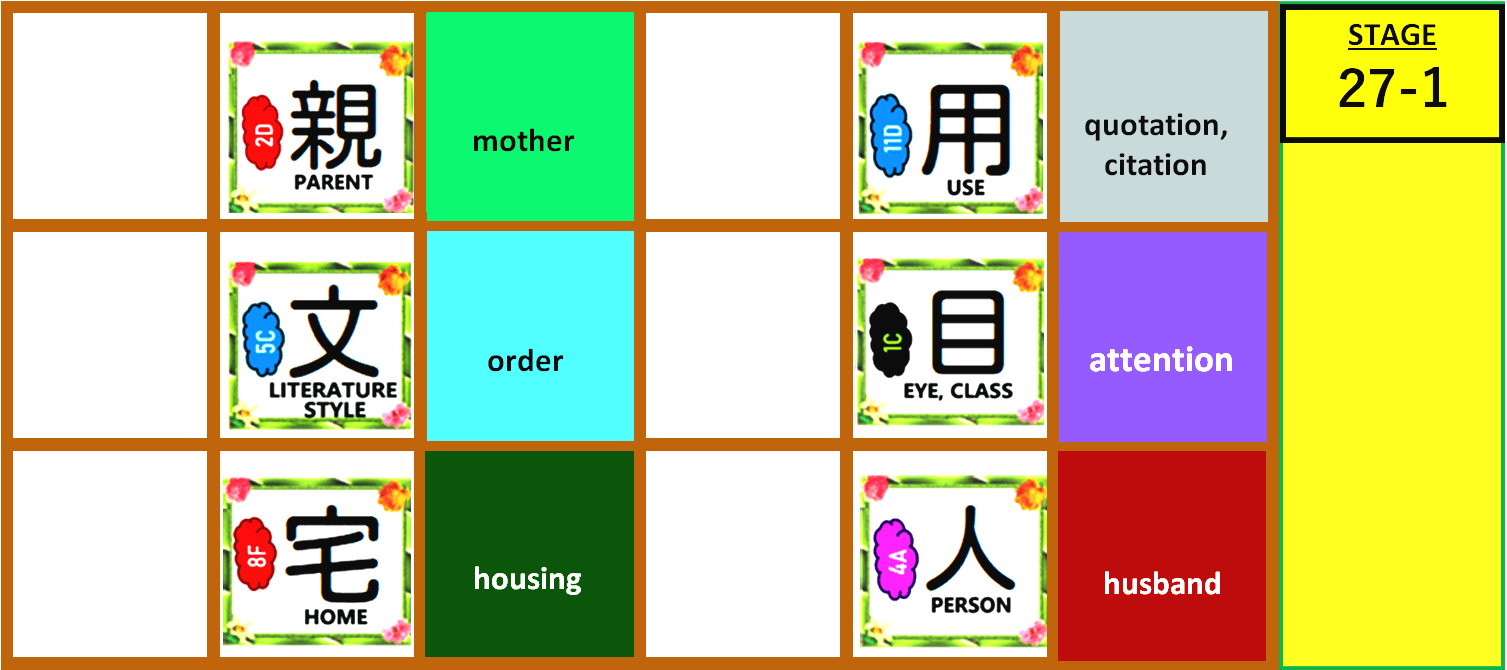 2D
親
PARENT
mother
11D
用
USE
quotation,
citation
STAGE
27-1
5C
文
LITERATURE
STYLE
order
1C
目
EYE, CLASS
attention
8F
宅
HOME
housing
4A
人
PERSON
husband